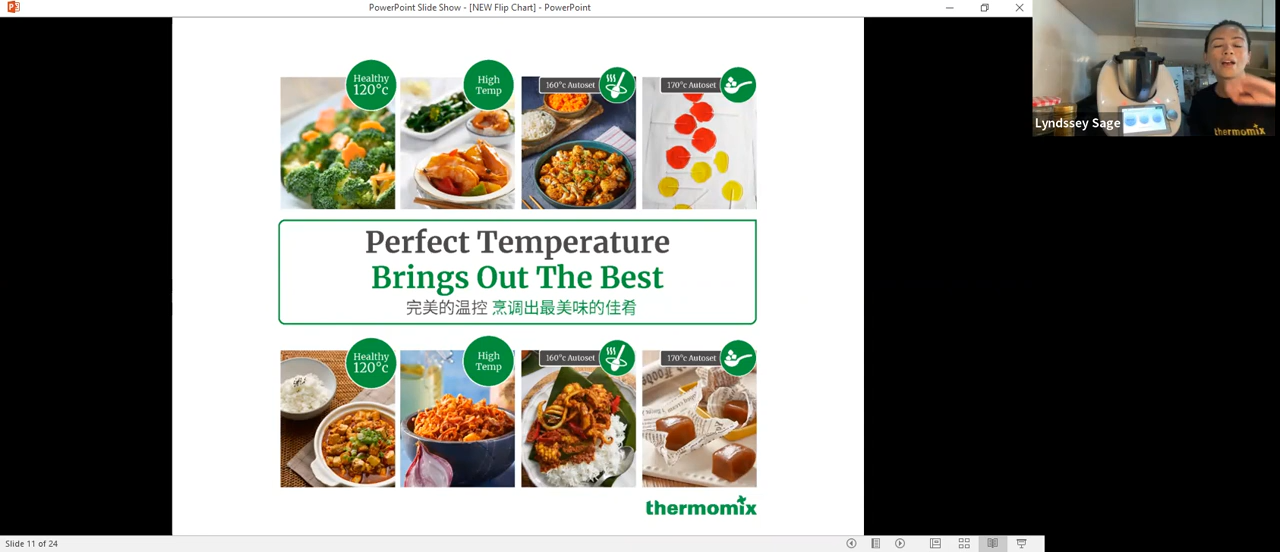 PowerPoint Slide Show - [NEW Flip Chart] - PowerPoint
Lyndssey Sage
thermomix
Healthy
120°c
High
Temp
160°c Autoset
170°c Autoset
Perfect Temperature
Brings Out The Best
完美的温控 烹调出最美味的佳肴
Healthy
120°c
High
Temp
160°c Autoset
170°c Autoset
thermomix
Slide 11 of 24